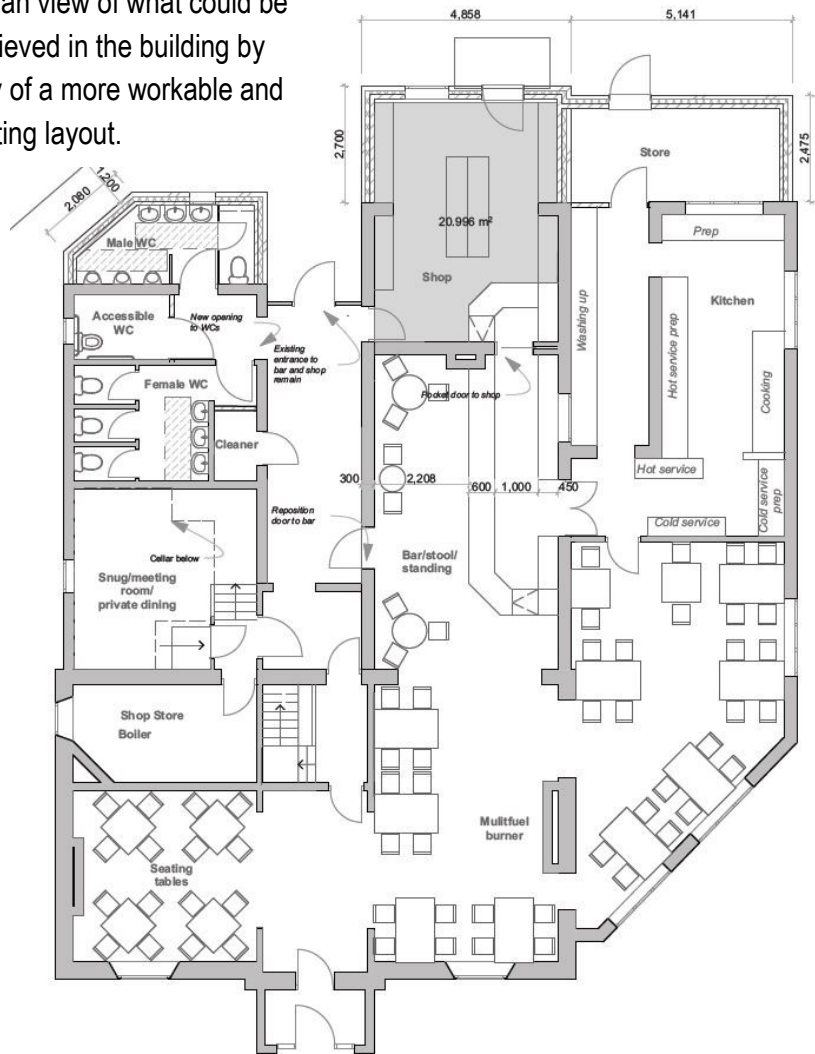 an view of what could be
ieved in the building by
y of a more workable and
ting layout.
4,858
5,141
2,700
2,475
1,200
2,080
Store
20.996 m²
Shop
Prep
Kitchen
Washing up
Hot service prep
Cooking
Male WC
Accessible
WC
New opening
to WCs
Existing
entrance to
bar and shop
remain
Female WC
Pocket door to shop
Cleaner
Hot service
Cold service
prep
Cold service
300
2,208
600
1,000
450
Reposition
door to bar
Cellar below
Bar/stool/
standing
Snug/meeting
room/
private dining
Shop Store
Boiler
Mulitfuel
burner
Seating
tables